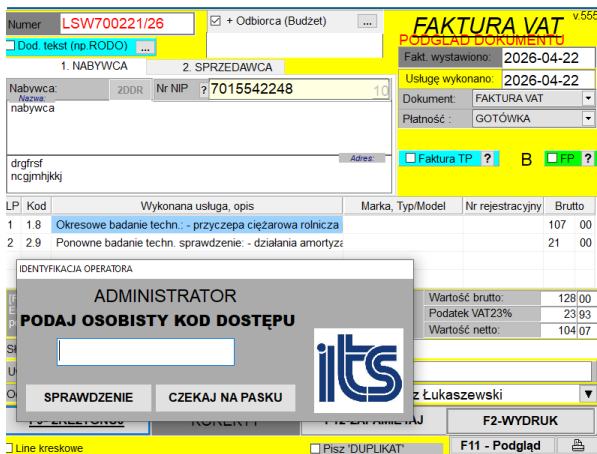 Numer LSW700221/26 + Odbiorca (Budżet) ... FAKTURA VAT v.555
PODGLĄD DOKUMENTU
Dod. tekst (np.RODO) ...
Fakt. wystawiono: 2026-04-22
1. NABYWCA 2. SPRZEDAWCA
Usługę wykonano: 2026-04-22
Nabywca: 2DDR Nr NIP ? 7015542248 10
Nazwa:
Dokument: FAKTURA VAT
nabywca
Płatność : GOTÓWKA
Adres:
Faktura TP ? B FP ?
drgfrsf
ncgjmhjkkj
LP Kod Wykonana usługa, opis Marka, Typ/Model Nr rejestracyjny Brutto
1 1.8 Okresowe badanie techn.: - przyczepa ciężarowa rolnicza 107 00
2 2.9 Ponowne badanie techn. sprawdzenie: - działania amortyza 21 00
IDENTYFIKACJA OPERATORA
ADMINISTRATOR
PODAJ OSOBISTY KOD DOSTĘPU
its
SPRAWDZENIE CZEKAJ NA PASKU
Wartość brutto: 128 00
Podatek VAT23% 23 93
Wartość netto: 104 07
z Łukaszewski
F2-WYDRUK
Line kreskowe Pisz 'DUPLIKAT' F11 - Podgląd